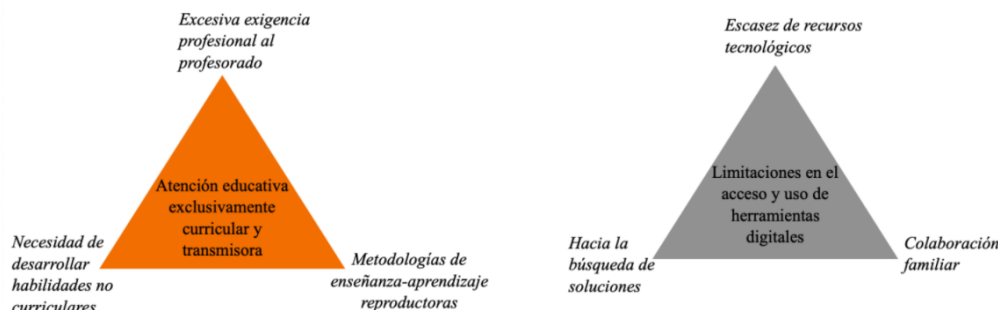 Excesiva exigencia
profesional al
profesorado
Atención educativa
exclusivamente
curricular y
transmisora
Necesidad de
desarrollar
habilidades no
curriculares
Metodologías de
enseñanza-aprendizaje
reproductoras
Escasez de recursos
tecnológicos
Limitaciones en el
acceso y uso de
herramientas
digitales
Hacia la
búsqueda de
soluciones
Colaboración
familiar